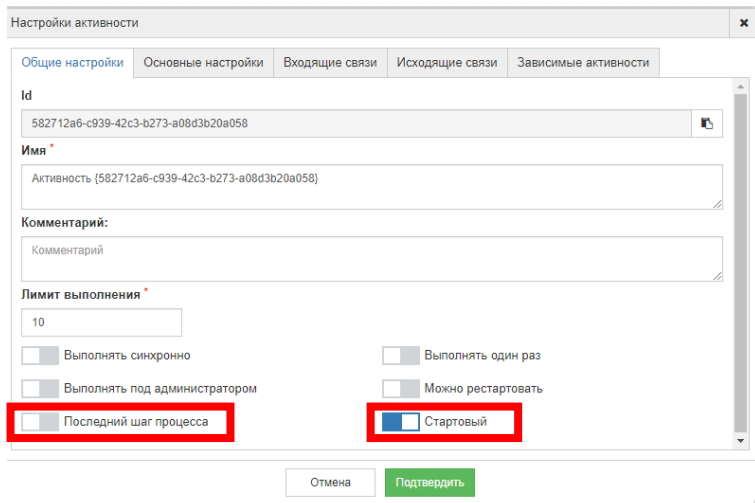 Настройки активности
Общие настройки Основные настройки Входящие связи Исходящие связи Зависимые активности
Id
582712a6-c939-42c3-b273-a08d3b20a058
Имя *
Активность {582712a6-c939-42c3-b273-a08d3b20a058}
Комментарий:
Комментарий
Лимит выполнения *
10
Выполнять синхронно Выполнять один раз
Выполнять под администратором Можно рестартовать
Последний шаг процесса Стартовый
Отмена Подтвердить